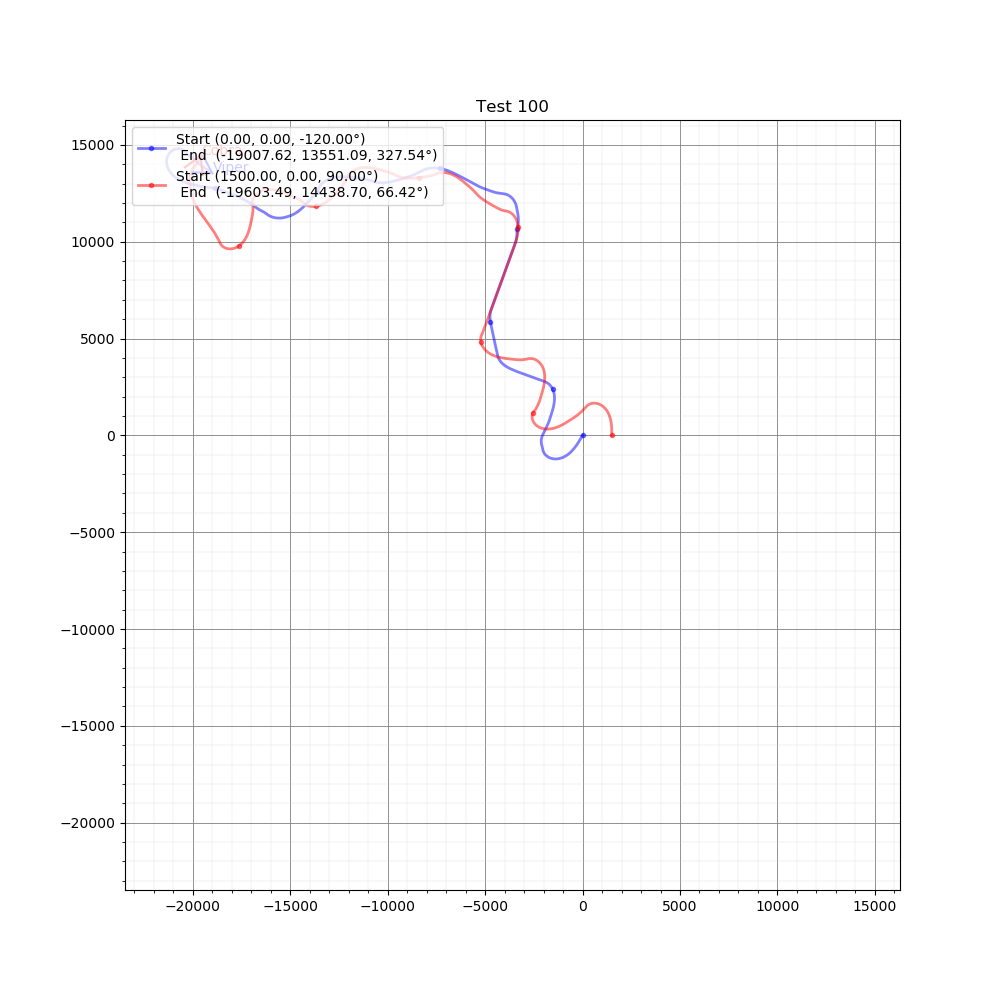 Test 100
Start (0.00, 0.00, -120.00°)
End (-19007.62, 13551.09, 327.54°)
Start (1500.00, 0.00, 90.00°)
End (-19603.49, 14438.70, 66.42°)
Viper
15000
10000
5000
0
−5000
−10000
−15000
−20000
−20000 −15000 −10000 −5000 0 5000 10000 15000